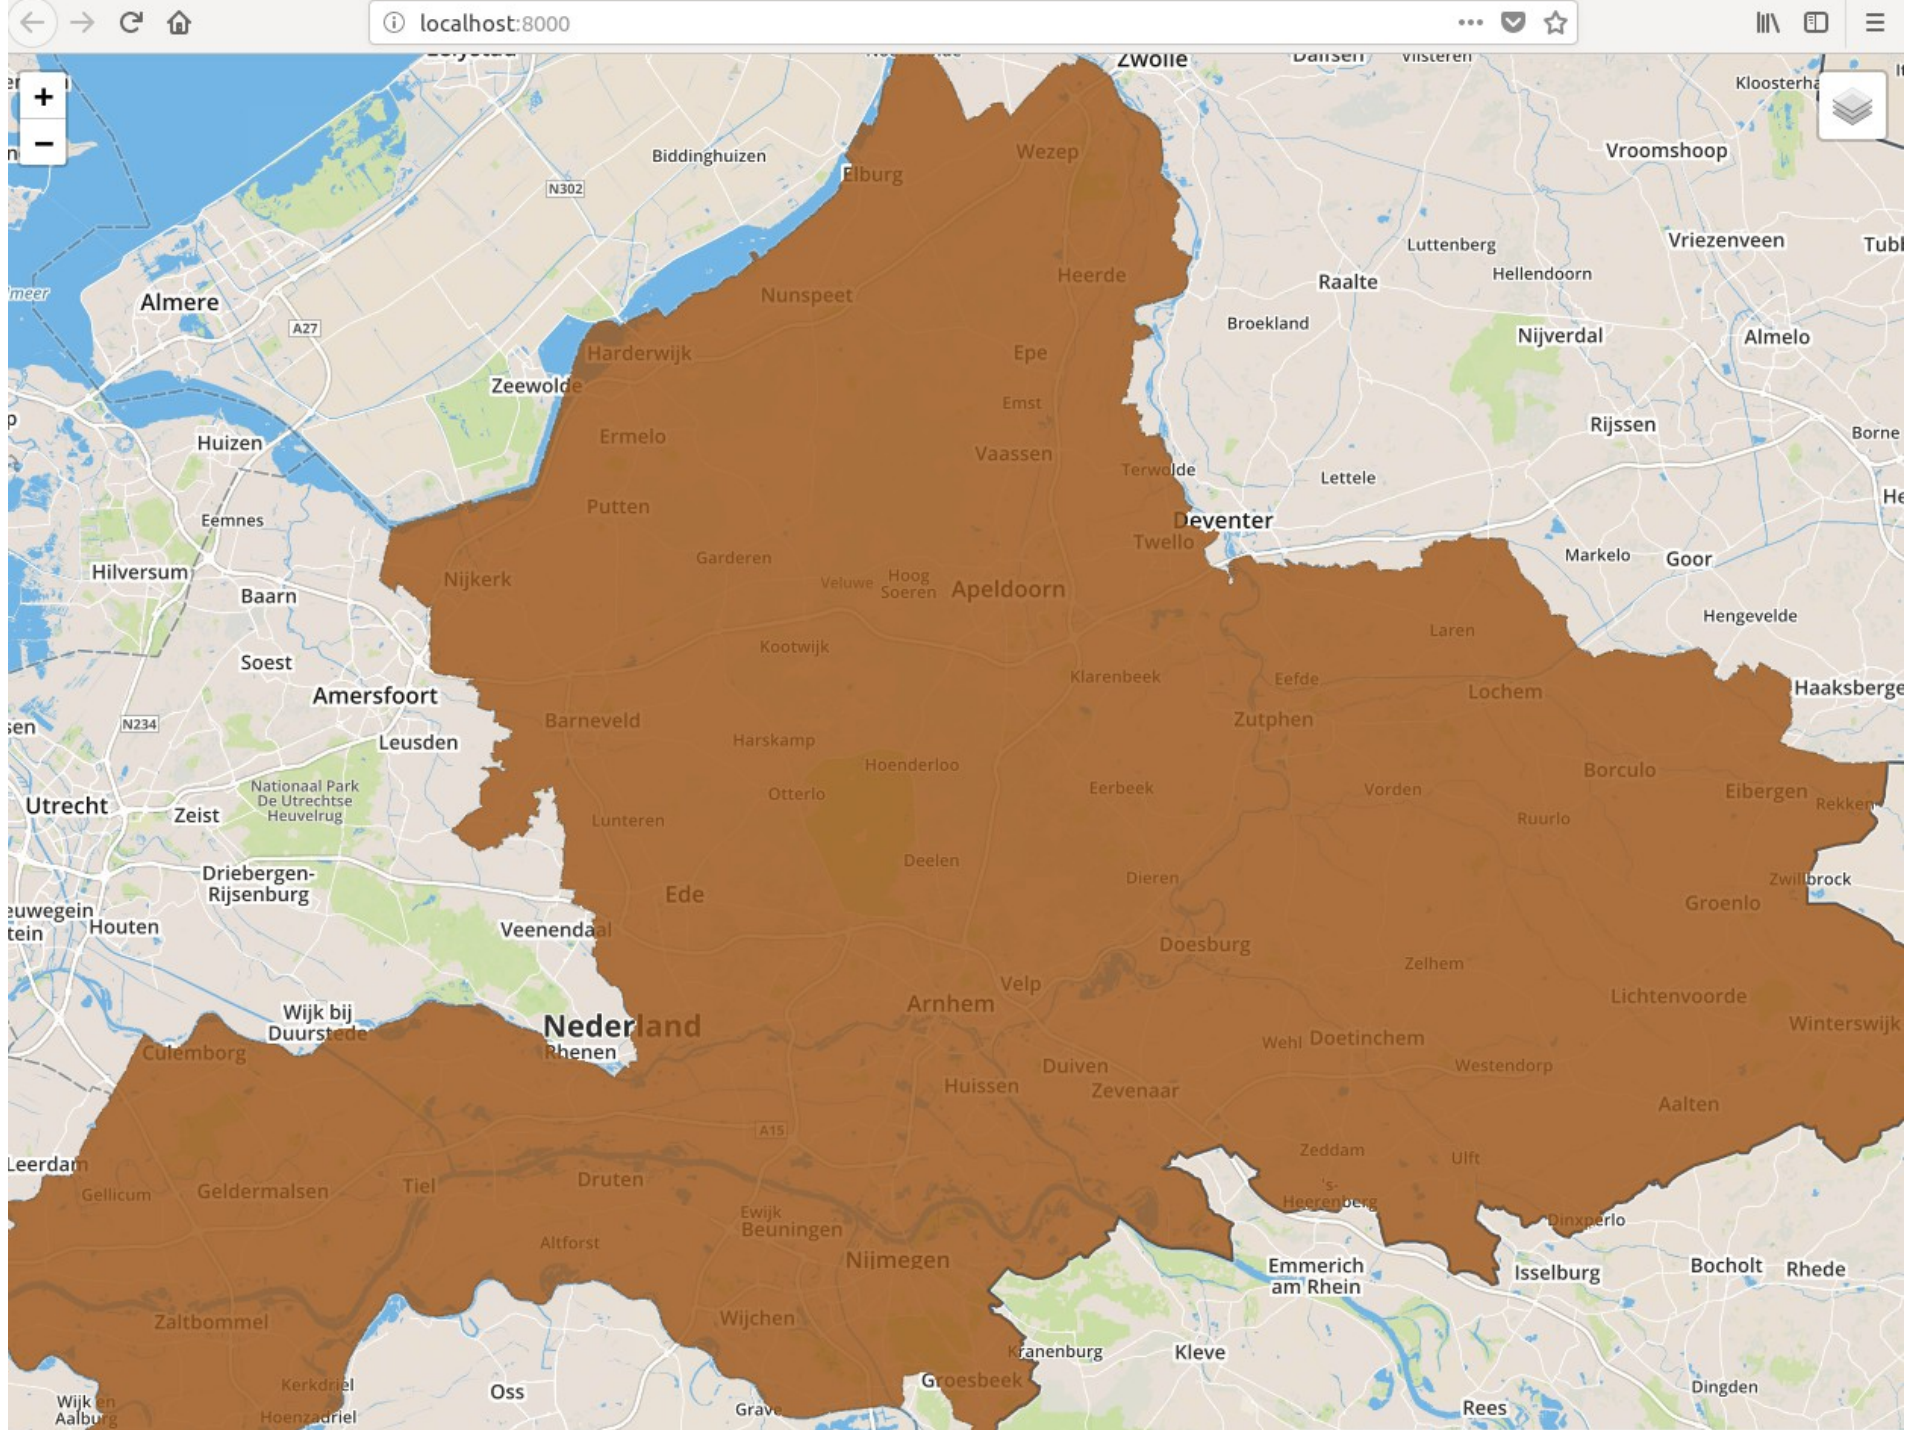 localhost:8000
Zwolle
Dalfsen
Vilsteren
+
−
Biddinghuizen
Wezep
Vroomshoop
Elburg
N302
Luttenberg
Vriezenveen
Heerde
Hellendoorn
Raalte
Almere
Nunspeet
A27
Broekland
Nijverdal
Almelo
Harderwijk
Epe
Zeewolde
Emst
Rijssen
Borne
Huizen
Ermelo
Vaassen
Terwolde
Lettele
Putten
Eemnes
Deventer
Twello
Markelo
Goor
Garderen
Hilversum
Nijkerk
Veluwe
Hoog
Soeren
Apeldoorn
Baarn
Hengevelde
Laren
Kootwijk
Soest
Klarenbeek
Eefde
Amersfoort
Lochem
Haaksberge
N234
Barneveld
Zutphen
Leusden
Harskamp
Hoenderloo
Borculo
Nationaal Park
De Utrechtse
Heuvelrug
Otterlo
Eerbeek
Vorden
Eibergen
Rekken
Utrecht
Zeist
Lunteren
Ruurlo
Deelen
Driebergen-
Rijsenburg
Dieren
Zwillbrock
Ede
Groenlo
euwegein
tein
Houten
Veenendaal
Doesburg
Zelhem
Velp
Arnhem
Lichtenvoorde
Wijk bij
Duurstede
Nederland
Winterswijk
Culemborg
Rhenen
Wehl
Doetinchem
Duiven
Westendorp
Huissen
Zevenaar
Aalten
A15
Zeddam
Ulft
Leerdam
Druten
Gellicum
Geldermalsen
Tiel
's-
Heerenberg
Ewijk
Beuningen
Dinxperlo
Altforst
Nijmegen
Emmerich
am Rhein
Isselburg
Bocholt
Rhede
Zaltbommel
Wijchen
Kranenburg
Kleve
Groesbeek
Kerkdriel
Oss
Dingden
Wijk en
Aalburg
Hoenzadriel
Grave
Rees